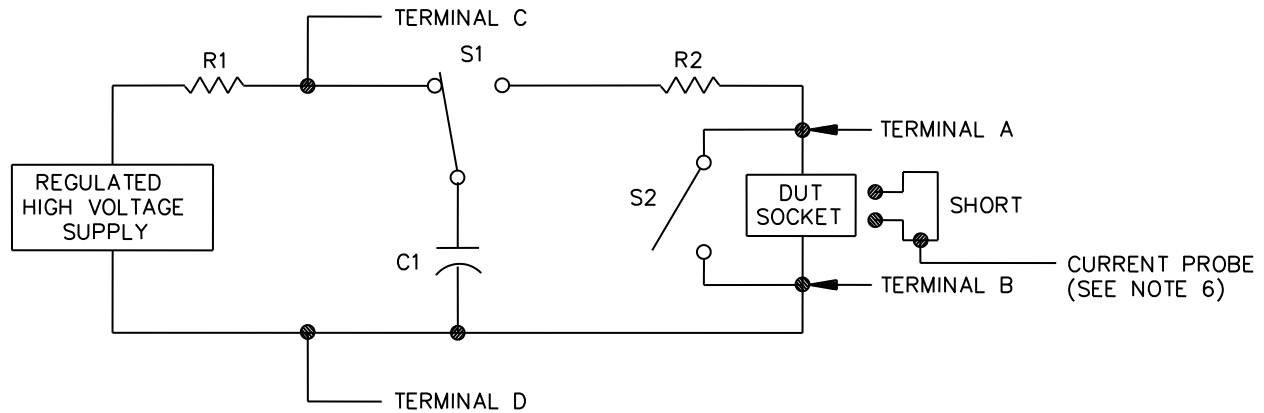 TERMINAL C
S1
R1
R2
TERMINAL A
REGULATED
HIGH VOLTAGE
SUPPLY
DUT
SOCKET
S2
SHORT
C1
CURRENT PROBE
(SEE NOTE 6)
TERMINAL B
TERMINAL D